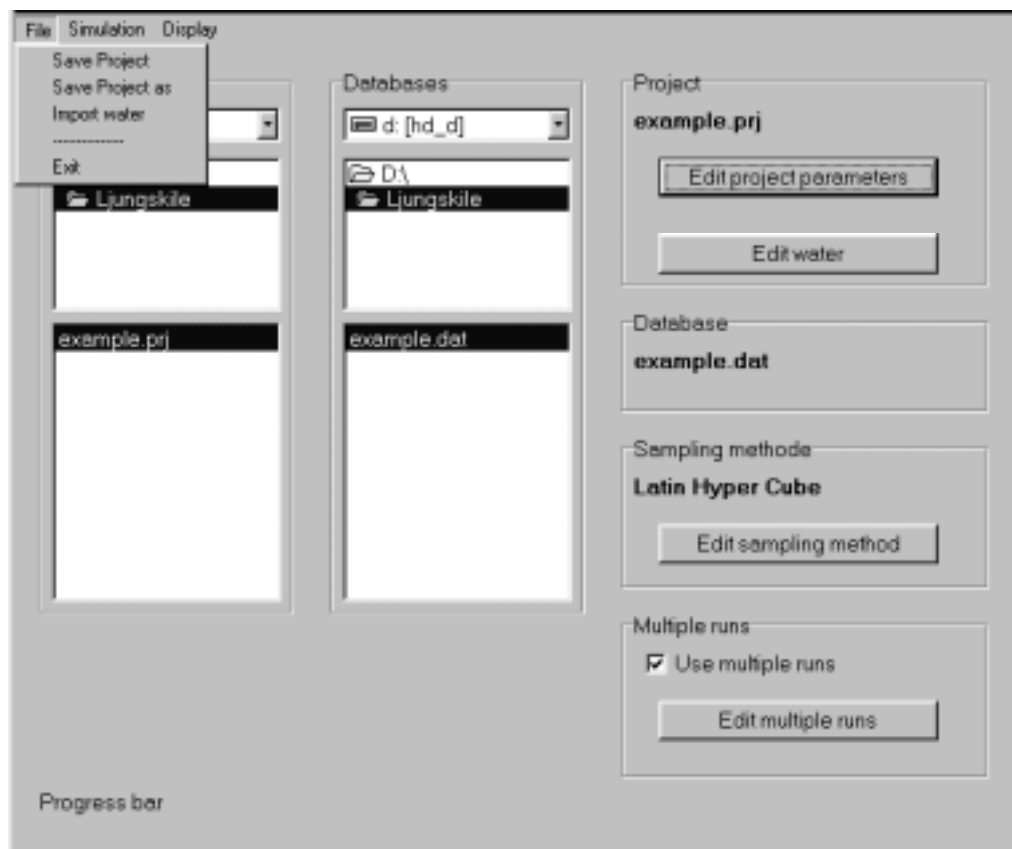 File Simulation Display
Save Project
Save Project as
Import water
-------------
Exit
Ljungskile
example.prj
Databases
d: [hd_d]
D:\
Ljungskile
example.dat
Project
example.prj
Edit project parameters
Edit water
Database
example.dat
Sampling methode
Latin Hyper Cube
Edit sampling method
Multiple runs
Use multiple runs
Edit multiple runs
Progress bar